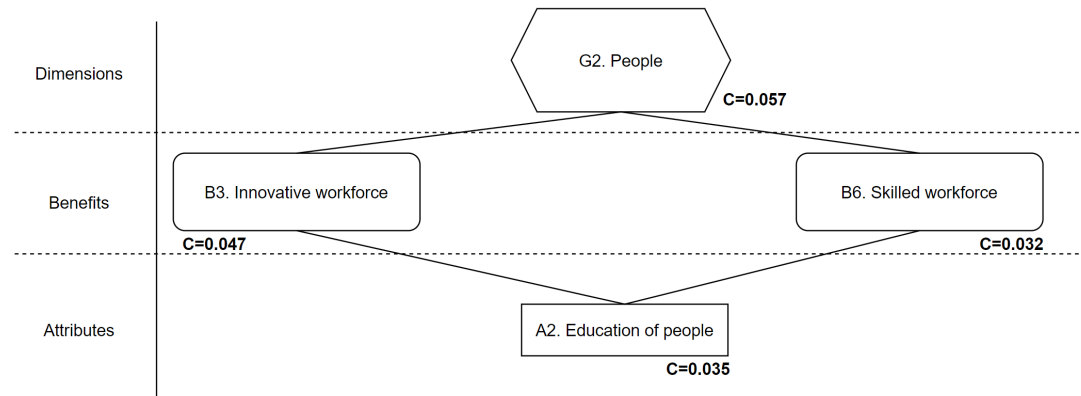 Dimensions
G2. People
C=0.057
Benefits
B3. Innovative workforce
C=0.047
B6. Skilled workforce
C=0.032
Attributes
A2. Education of people
C=0.035